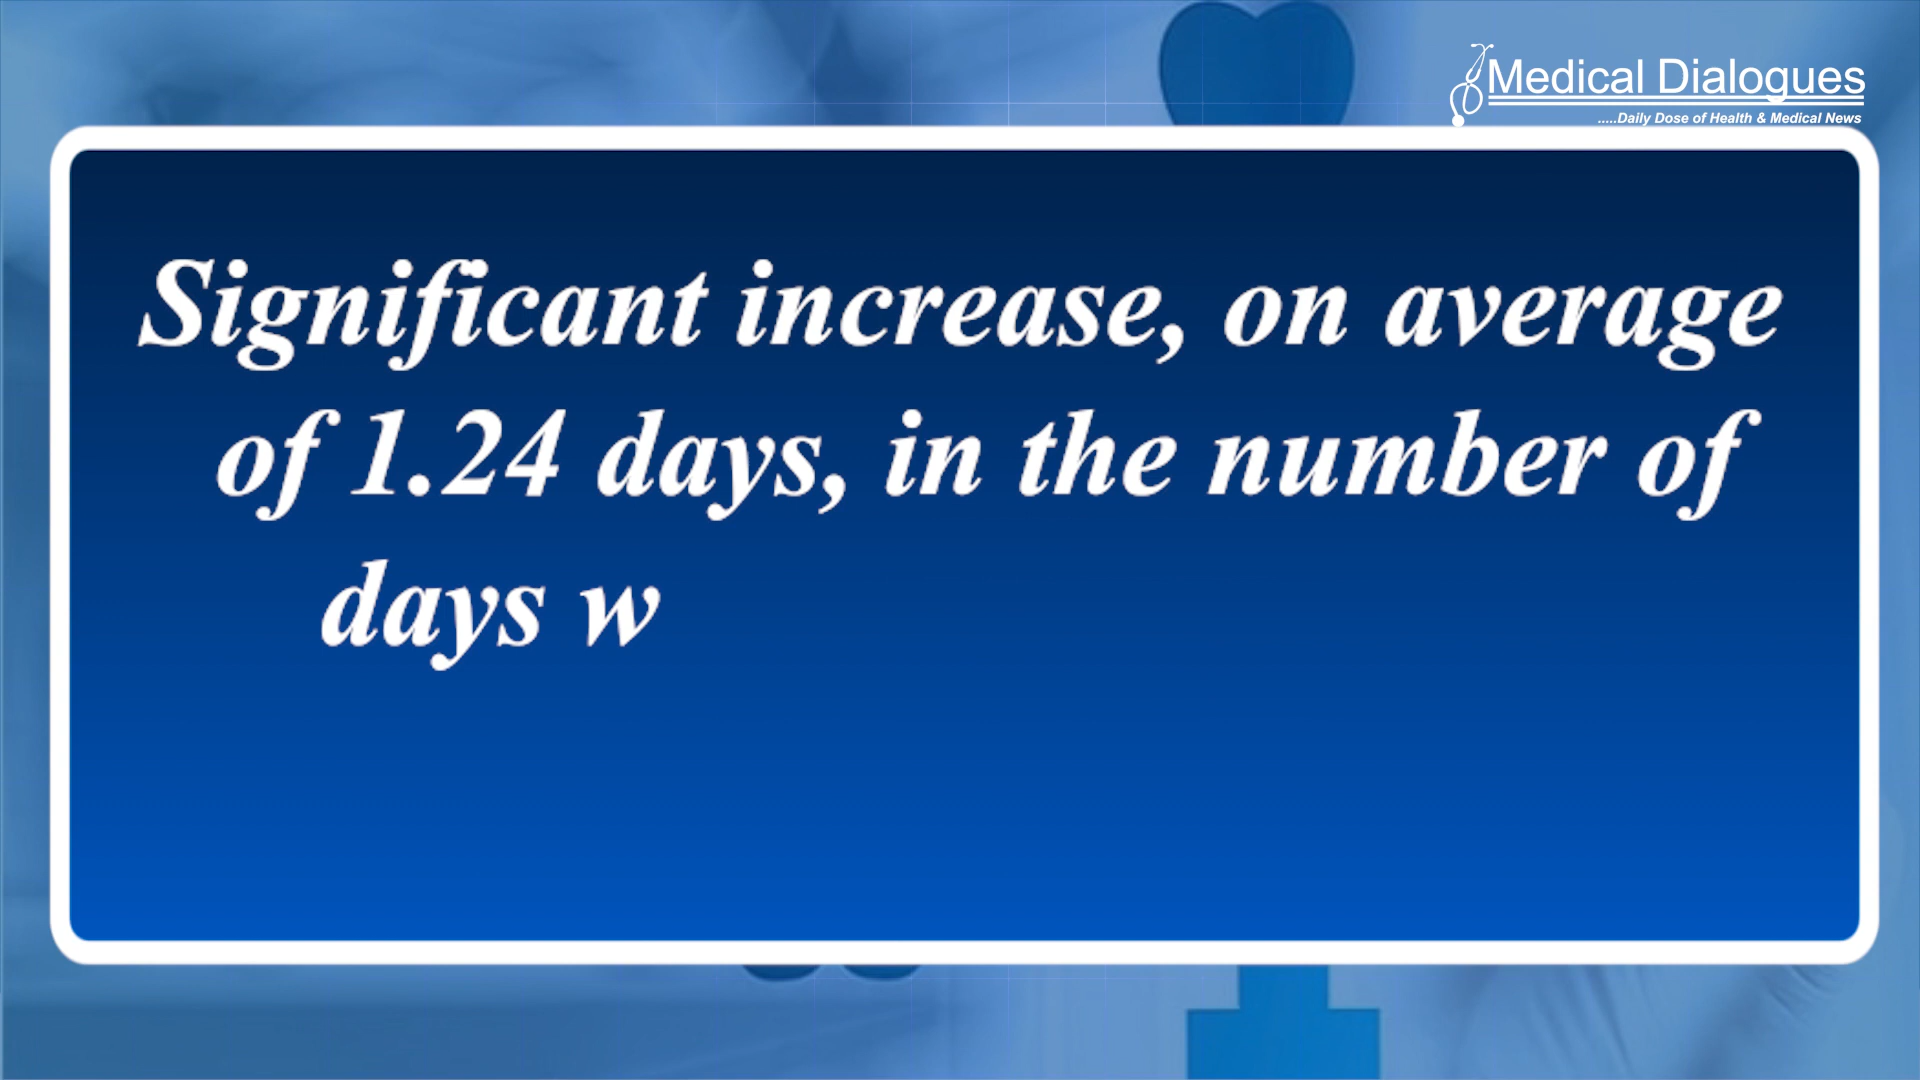 Medical Dialogues
.....Daily Dose of Health & Medical News
Significant increase, on average
of 1.24 days, in the number of
days w